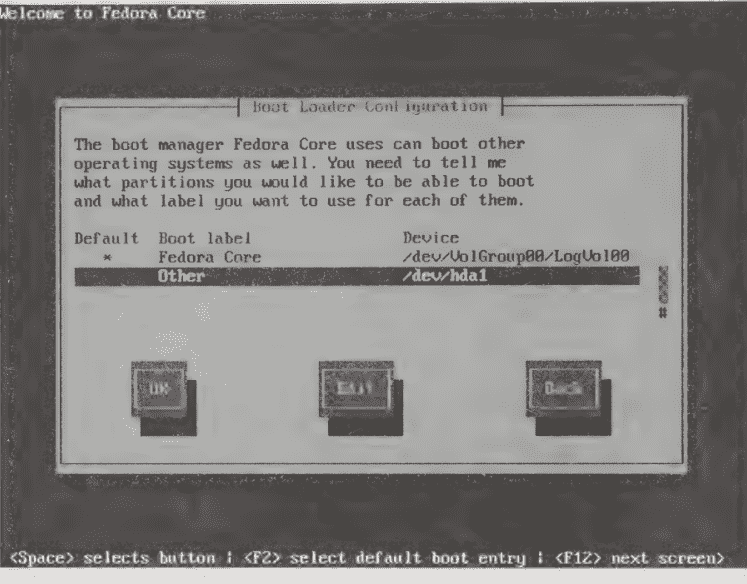 Welcome to Fedora Core
Boot Loader Configuration
The boot manager Fedora Core uses can boot other
operating systems as well. You need to tell me
what partitions you would like to be able to boot
and what label you want to use for each of them.
Default Boot label Device
* Fedora Core /dev/VolGroup00/LogVol00
Other /dev/hda1
#
OK Edit Back
<Space> selects button | <F2> select default boot entry | <F12> next screen>